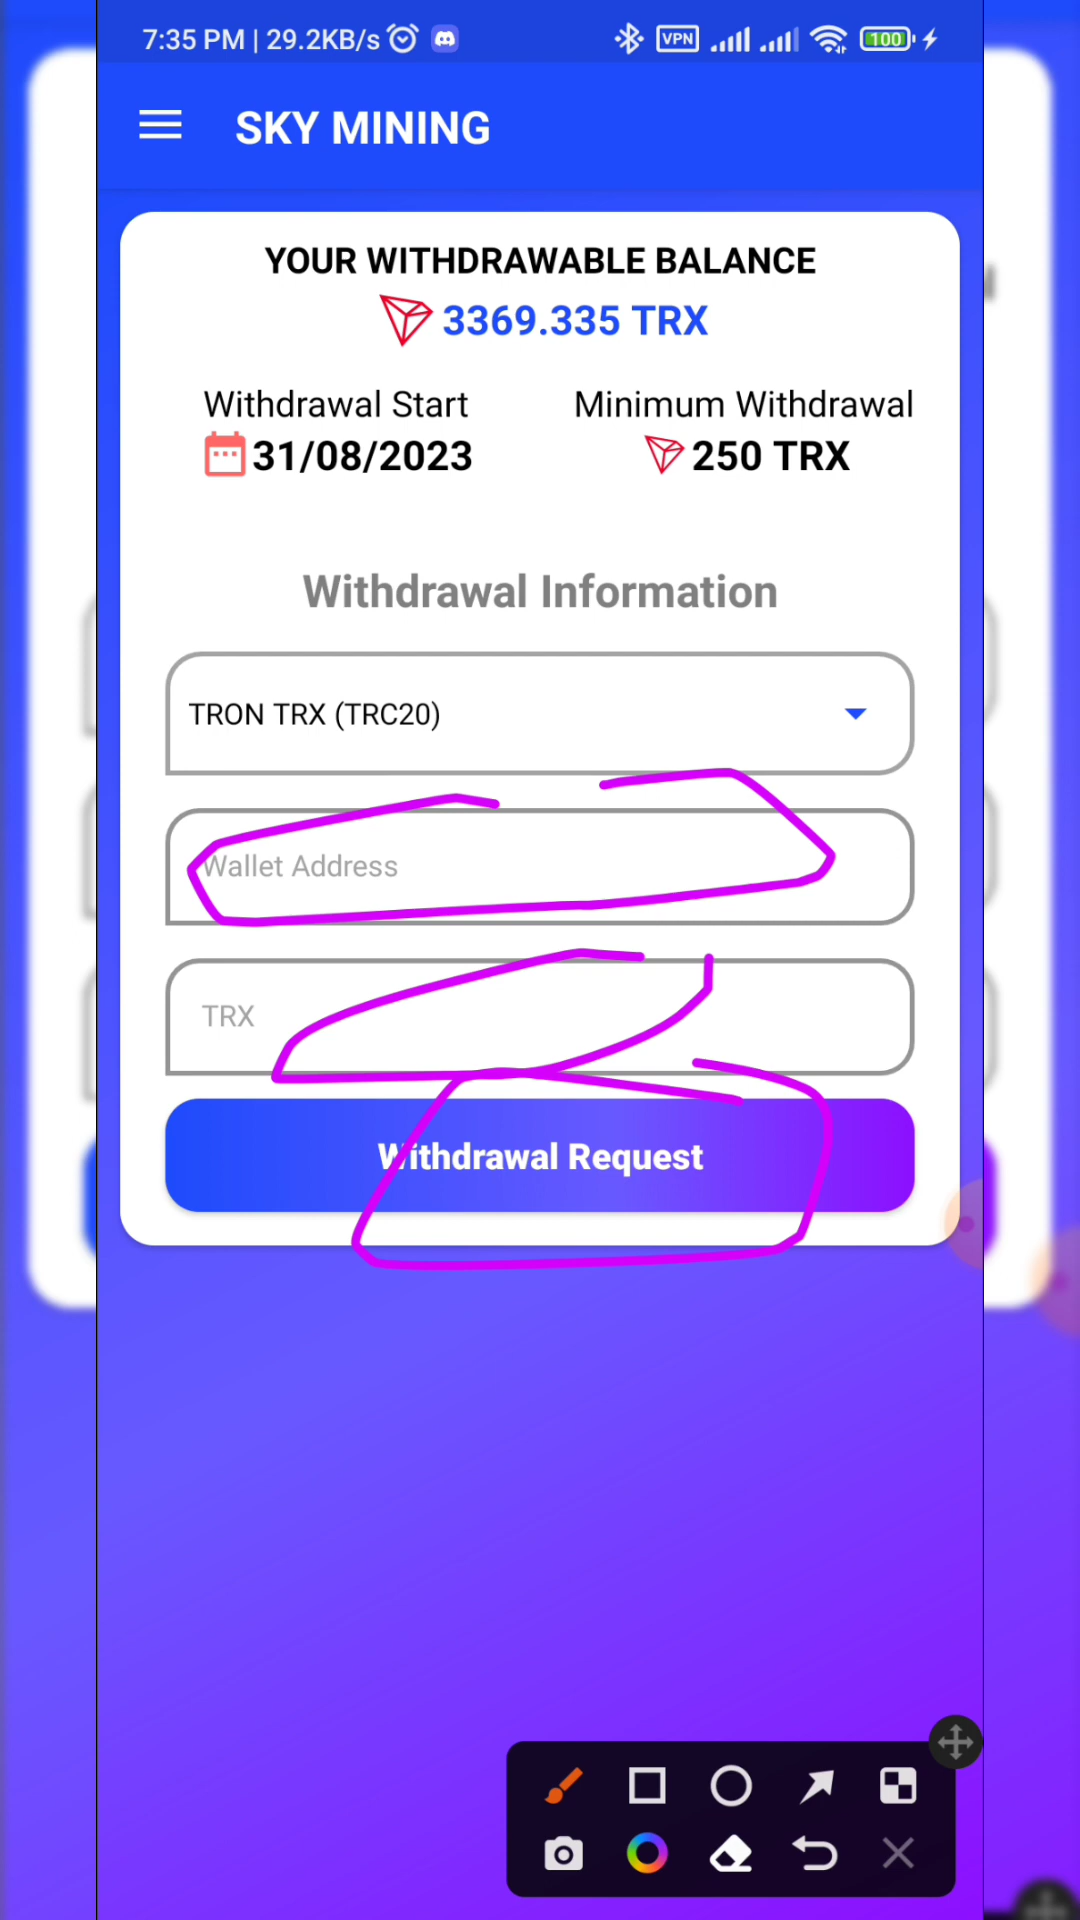 7:35 PM | 29.2KB/s
VPN
100
SKY MINING
YOUR WITHDRAWABLE BALANCE
3369.335 TRX
Withdrawal Start
Minimum Withdrawal
31/08/2023
250 TRX
Withdrawal Information
TRON TRX (TRC20)
Wallet Address
TRX
Withdrawal Request